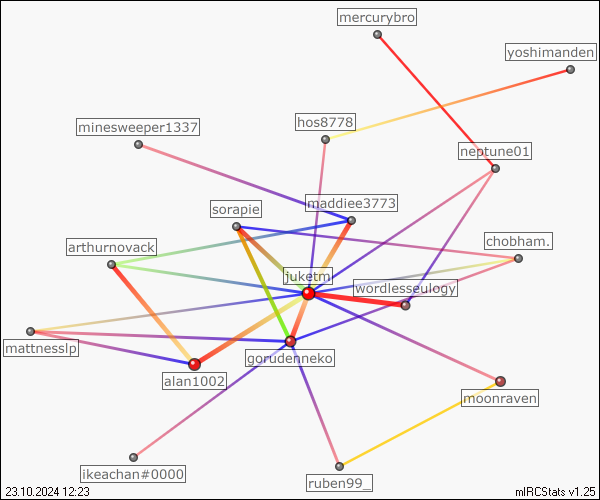 mercurybro
yoshimanden
minesweeper1337
hos8778
neptune01
sorapie
maddiee3773
arthurnovack
chobham.
juketm
wordlesseulogy
mattnesslp
gorudenneko
alan1002
moonraven
ikeachan#0000
ruben99_
23.10.2024 12:23
mIRCStats v1.25